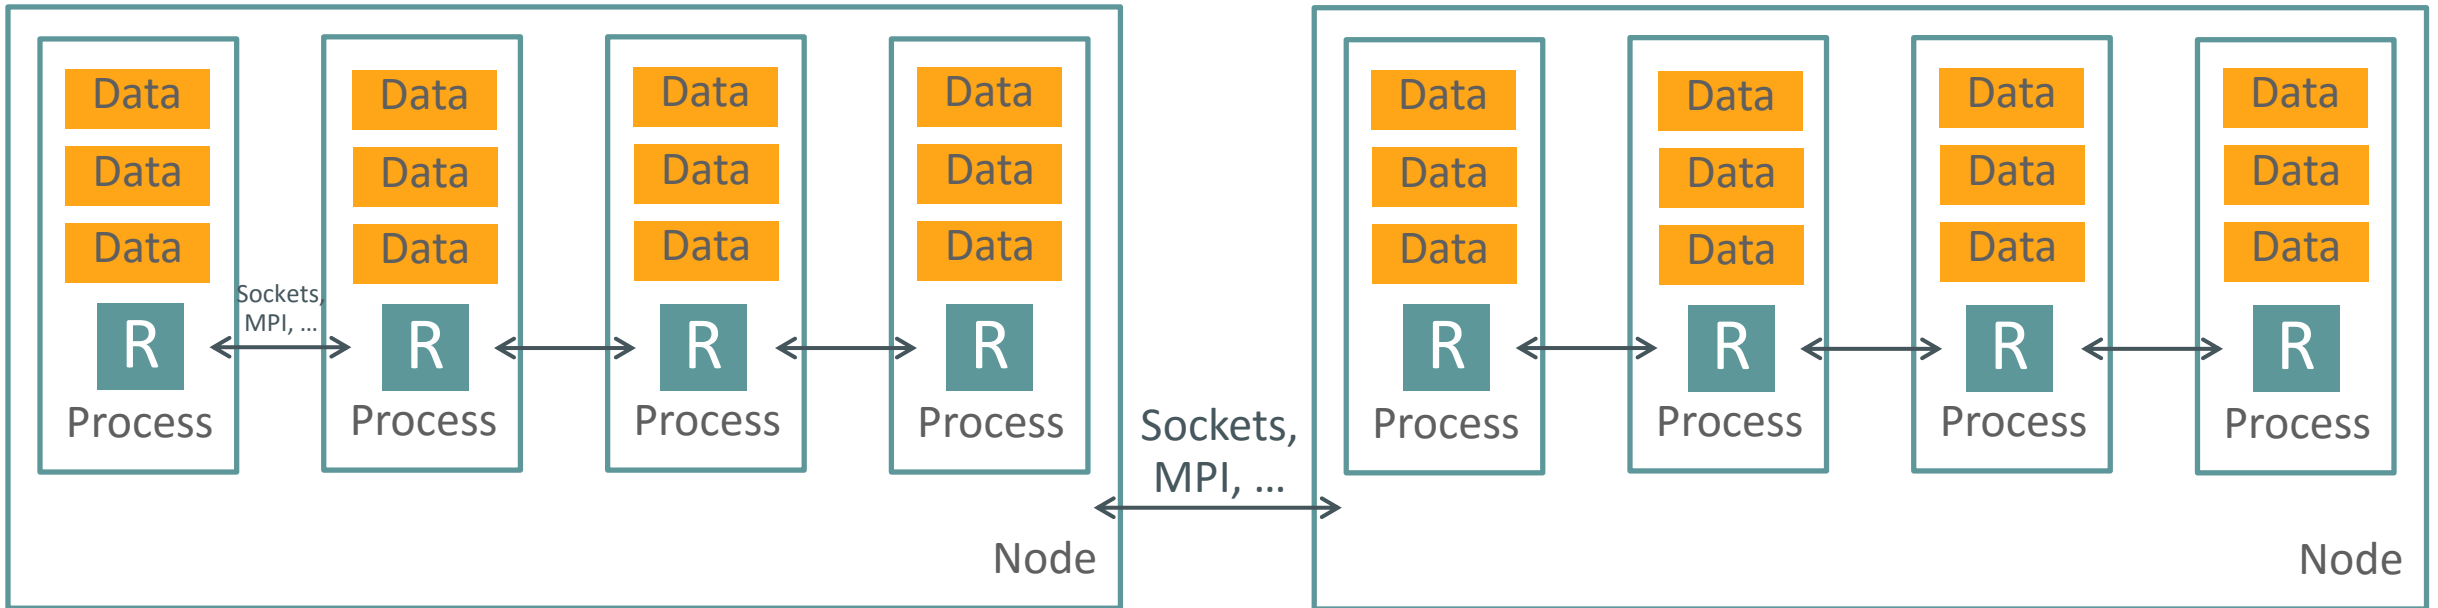 Data
Data
Data
R
Process
Sockets,
MPI, ...
Data
Data
Data
R
Process
Data
Data
Data
R
Process
Data
Data
Data
R
Process
Node
Sockets,
MPI, ...
Data
Data
Data
R
Process
Data
Data
Data
R
Process
Data
Data
Data
R
Process
Data
Data
Data
R
Process
Node